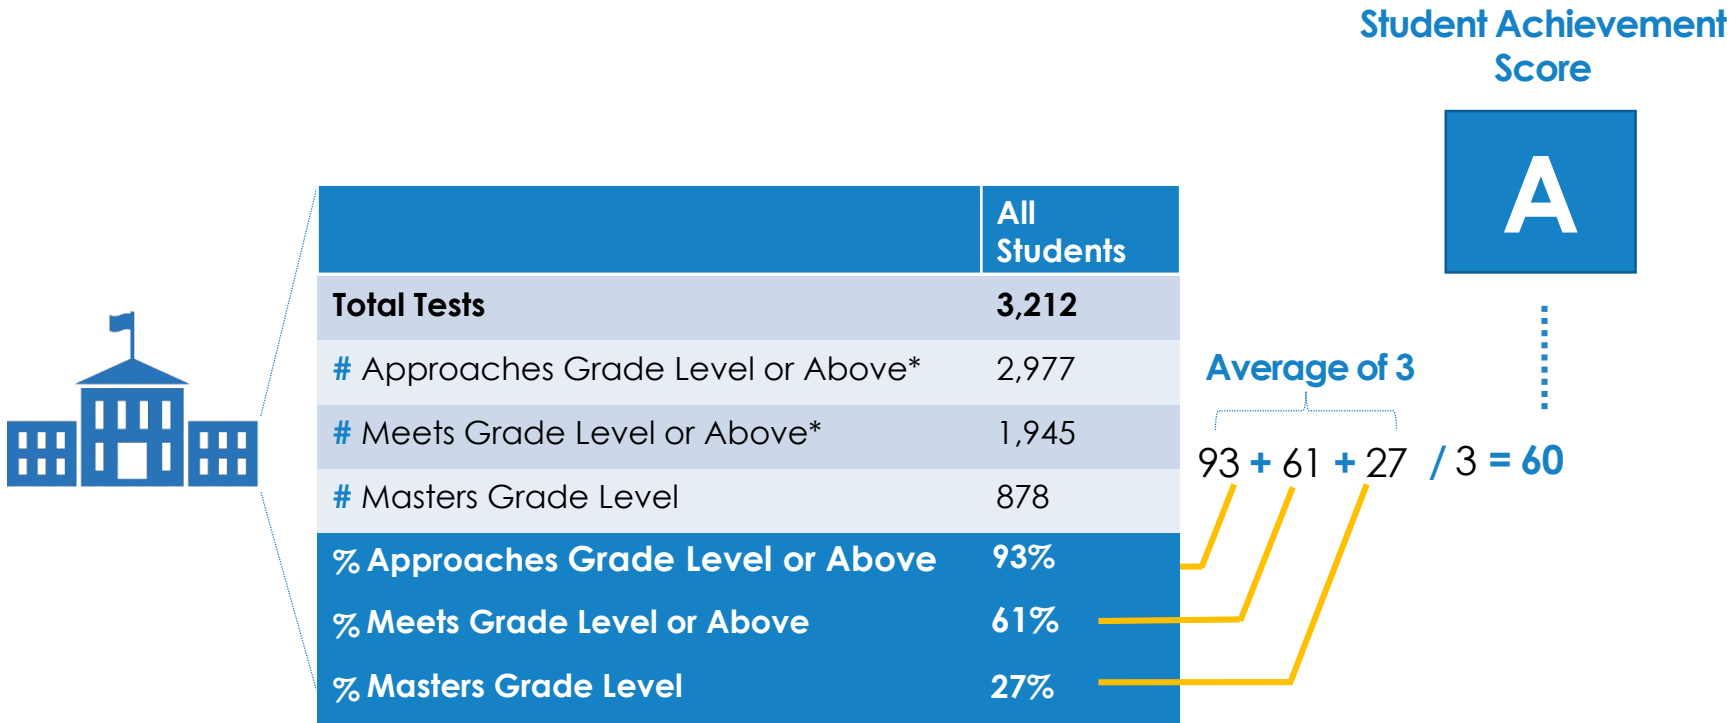 Student Achievement
Score
A
All
Students
Total Tests 3,212
# Approaches Grade Level or Above* 2,977
# Meets Grade Level or Above* 1,945
# Masters Grade Level 878
% Approaches Grade Level or Above 93%
% Meets Grade Level or Above 61%
% Masters Grade Level 27%
Average of 3
93 + 61 + 27 / 3 = 60